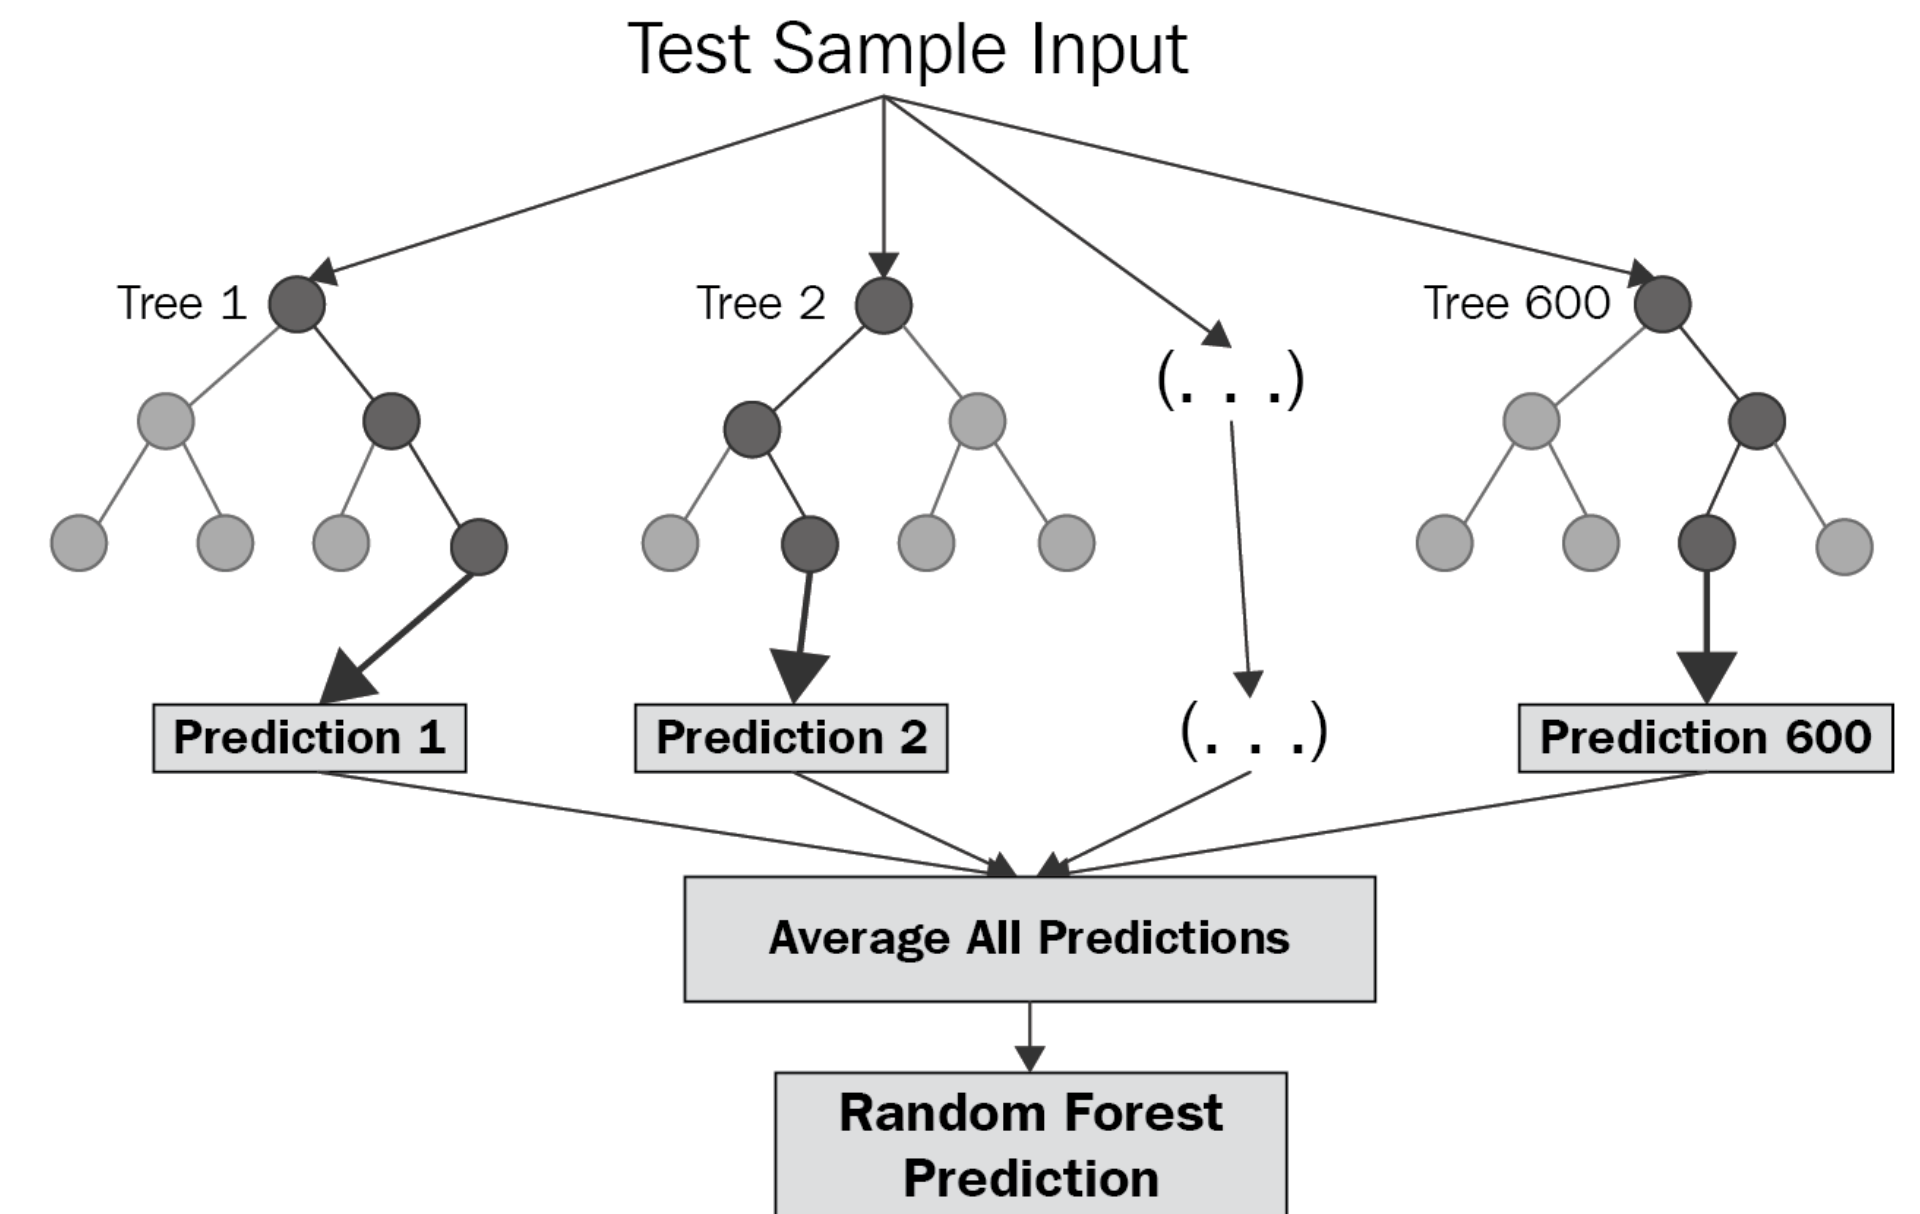 Test Sample Input
Tree 1
Tree 2
Tree 600
(. . .)
Prediction 1
Prediction 2
(. . .)
Prediction 600
Average All Predictions
Random Forest
Prediction